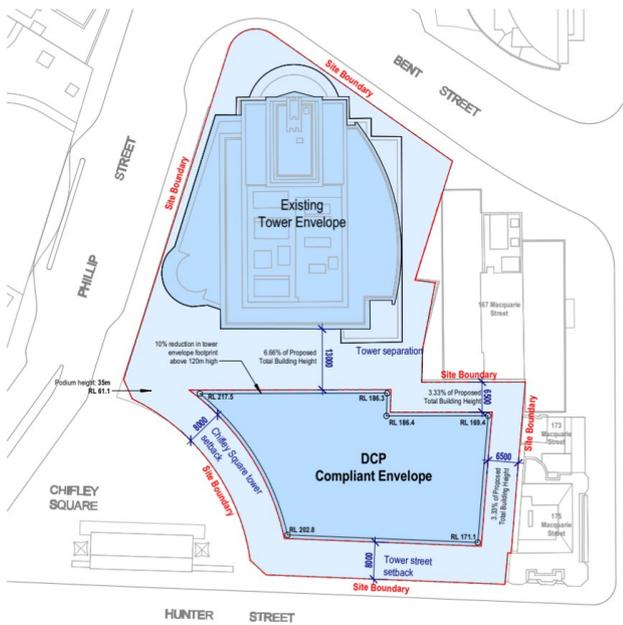 Site Boundary
BENT STREET
STREET
PHILLIP
Site Boundary
Existing
Tower Envelope
167 Macquarie
Street
10% reduction in tower
envelope footprint
above 120m high
6.66% of Proposed
Total Building Height
13000
Tower separation
Site Boundary
Podium height: 35m
RL 61.1
RL 217.5
RL 186.3
3.33% of Proposed
Total Building Height
6500
RL 186.4
RL 169.4
Site Boundary
8000
Chifley Square tower
setback
173
Macquarie
Street
DCP
Compliant Envelope
6500
3.33% of Proposed
Total Building Height
Site Boundary
CHIFLEY
SQUARE
175
Macquarie
Street
RL 202.8
RL 171.1
8000
Tower street
setback
Site Boundary
HUNTER STREET